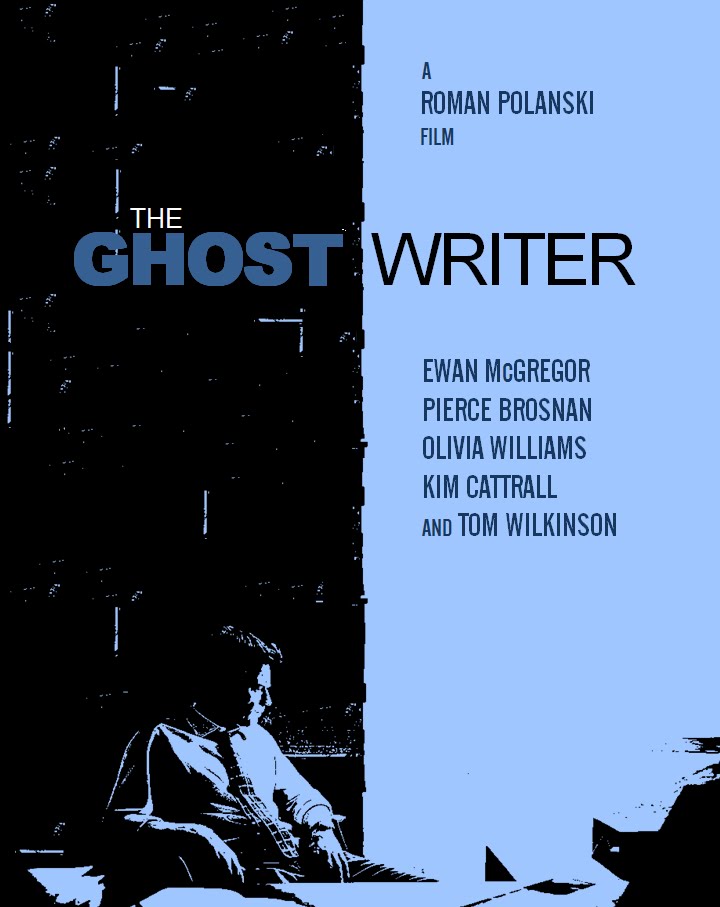 A
ROMAN POLANSKI
FILM
THE
GHOST WRITER
EWAN McGREGOR
PIERCE BROSNAN
OLIVIA WILLIAMS
KIM CATTRALL
AND TOM WILKINSON